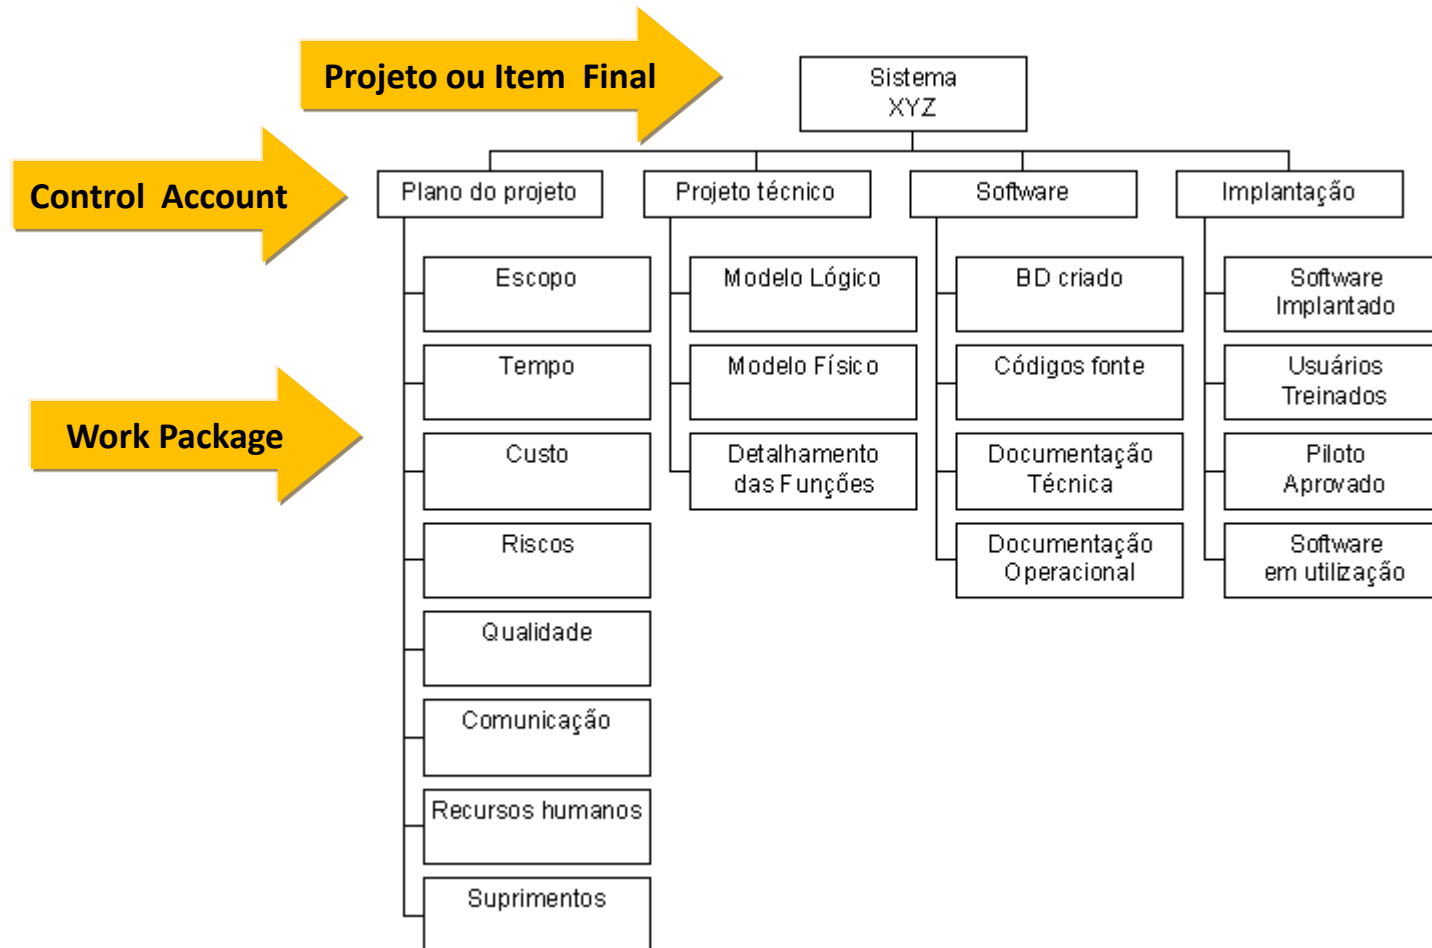 Projeto ou Item Final
Sistema
XYZ
Control Account
Plano do projeto
Projeto técnico
Software
Implantação
Escopo
Tempo
Custo
Riscos
Qualidade
Comunicação
Recursos humanos
Suprimentos
Work Package
Modelo Lógico
Modelo Físico
Detalhamento
das Funções
BD criado
Códigos fonte
Documentação
Técnica
Documentação
Operacional
Software
Implantado
Usuários
Treinados
Piloto
Aprovado
Software
em utilização